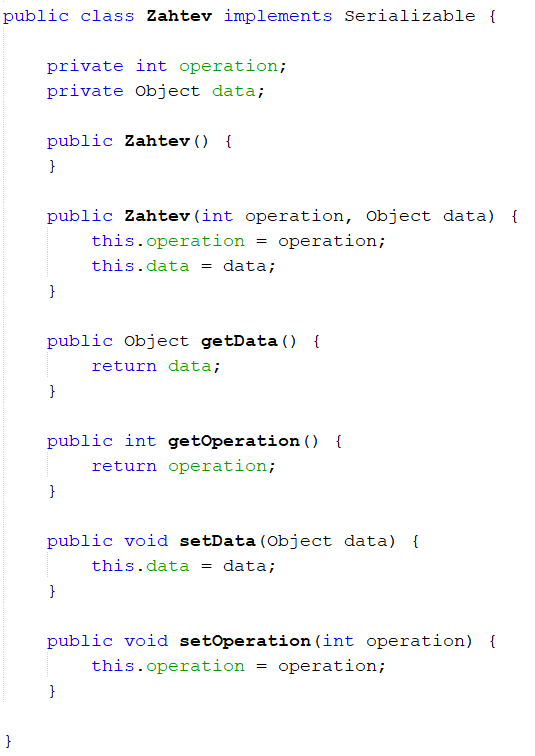 public class Zahtev implements Serializable {
private int operation;
private Object data;
public Zahtev() {
}
public Zahtev(int operation, Object data) {
this.operation = operation;
this.data = data;
}
public Object getData() {
return data;
}
public int getOperation() {
return operation;
}
public void setData(Object data) {
this.data = data;
}
public void setOperation(int operation) {
this.operation = operation;
}
}